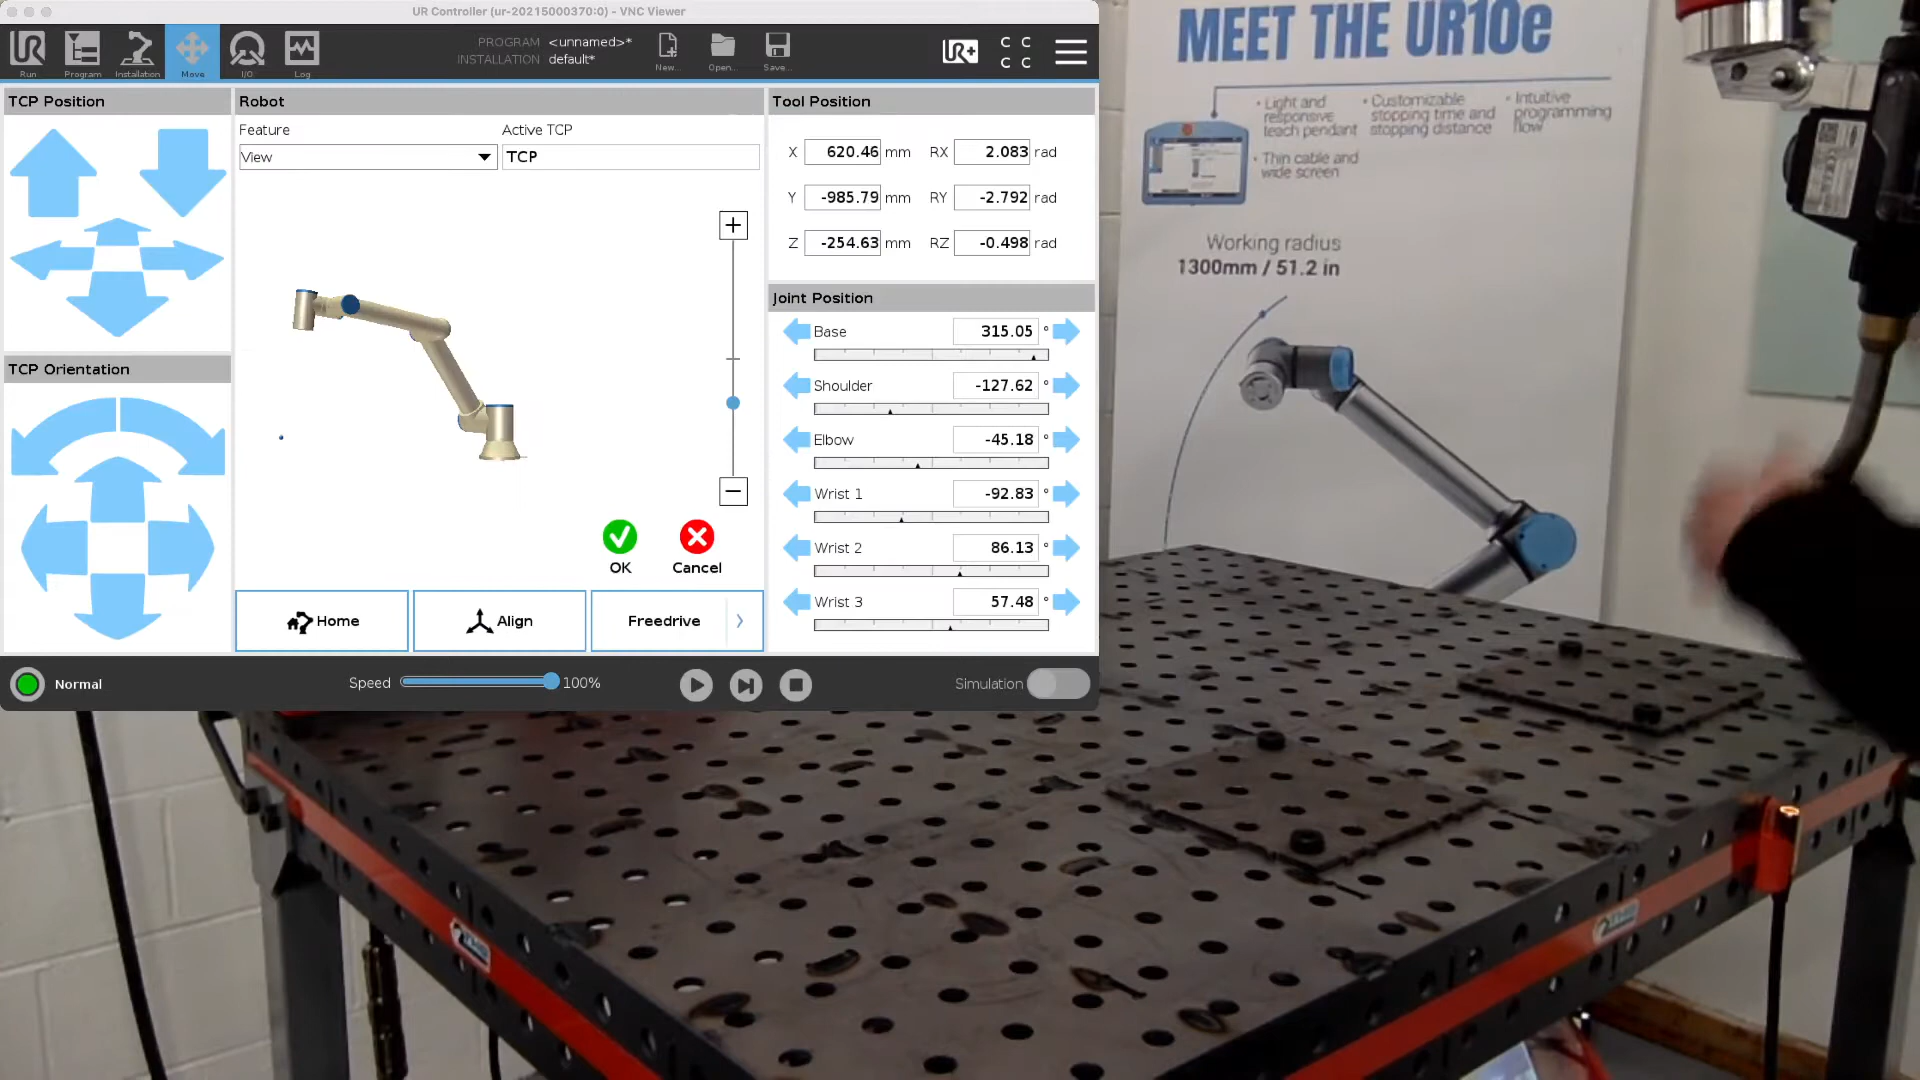 UR Controller (ur-20215000370:0) - VNC Viewer
Run
Program
Installation
Move
I/O
Log
PROGRAM <unnamed>*
INSTALLATION default*
New...
Open...
Save...
UR+
C C
C C
TCP Position
Robot
Feature
View
Active TCP
TCP
Tool Position
X 620.46 mm RX 2.083 rad
Y -985.79 mm RY -2.792 rad
Z -254.63 mm RZ -0.498 rad
Joint Position
Base 315.05 °
Shoulder -127.62 °
Elbow -45.18 °
Wrist 1 -92.83 °
Wrist 2 86.13 °
Wrist 3 57.48 °
TCP Orientation
OK
Cancel
Home
Align
Freedrive
Normal
Speed 100%
Simulation
MEET THE UR10e
Light and
responsive
teach pendant
Thin cable and
wide screen
Customizable
stopping time and
stopping distance
Intuitive
programming
flow
Working radius
1300mm / 51.2 in